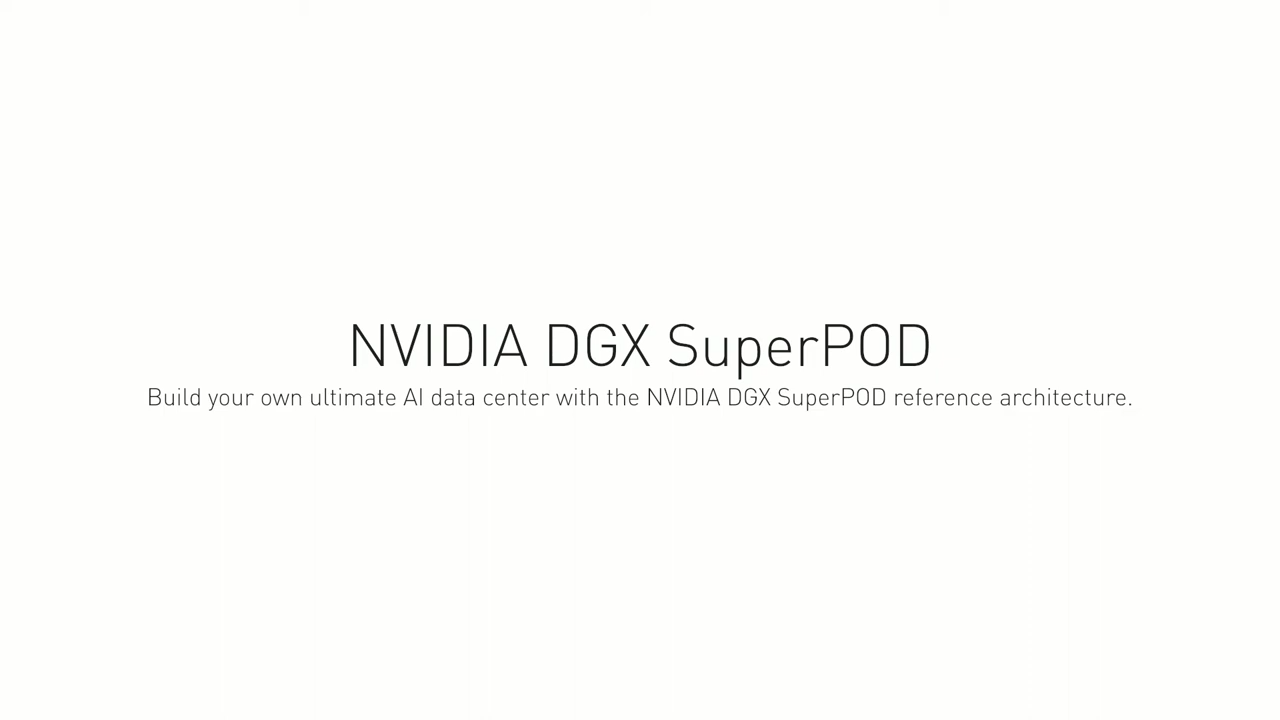 NVIDIA DGX SuperPOD
Build your own ultimate AI data center with the NVIDIA DGX SuperPOD reference architecture.